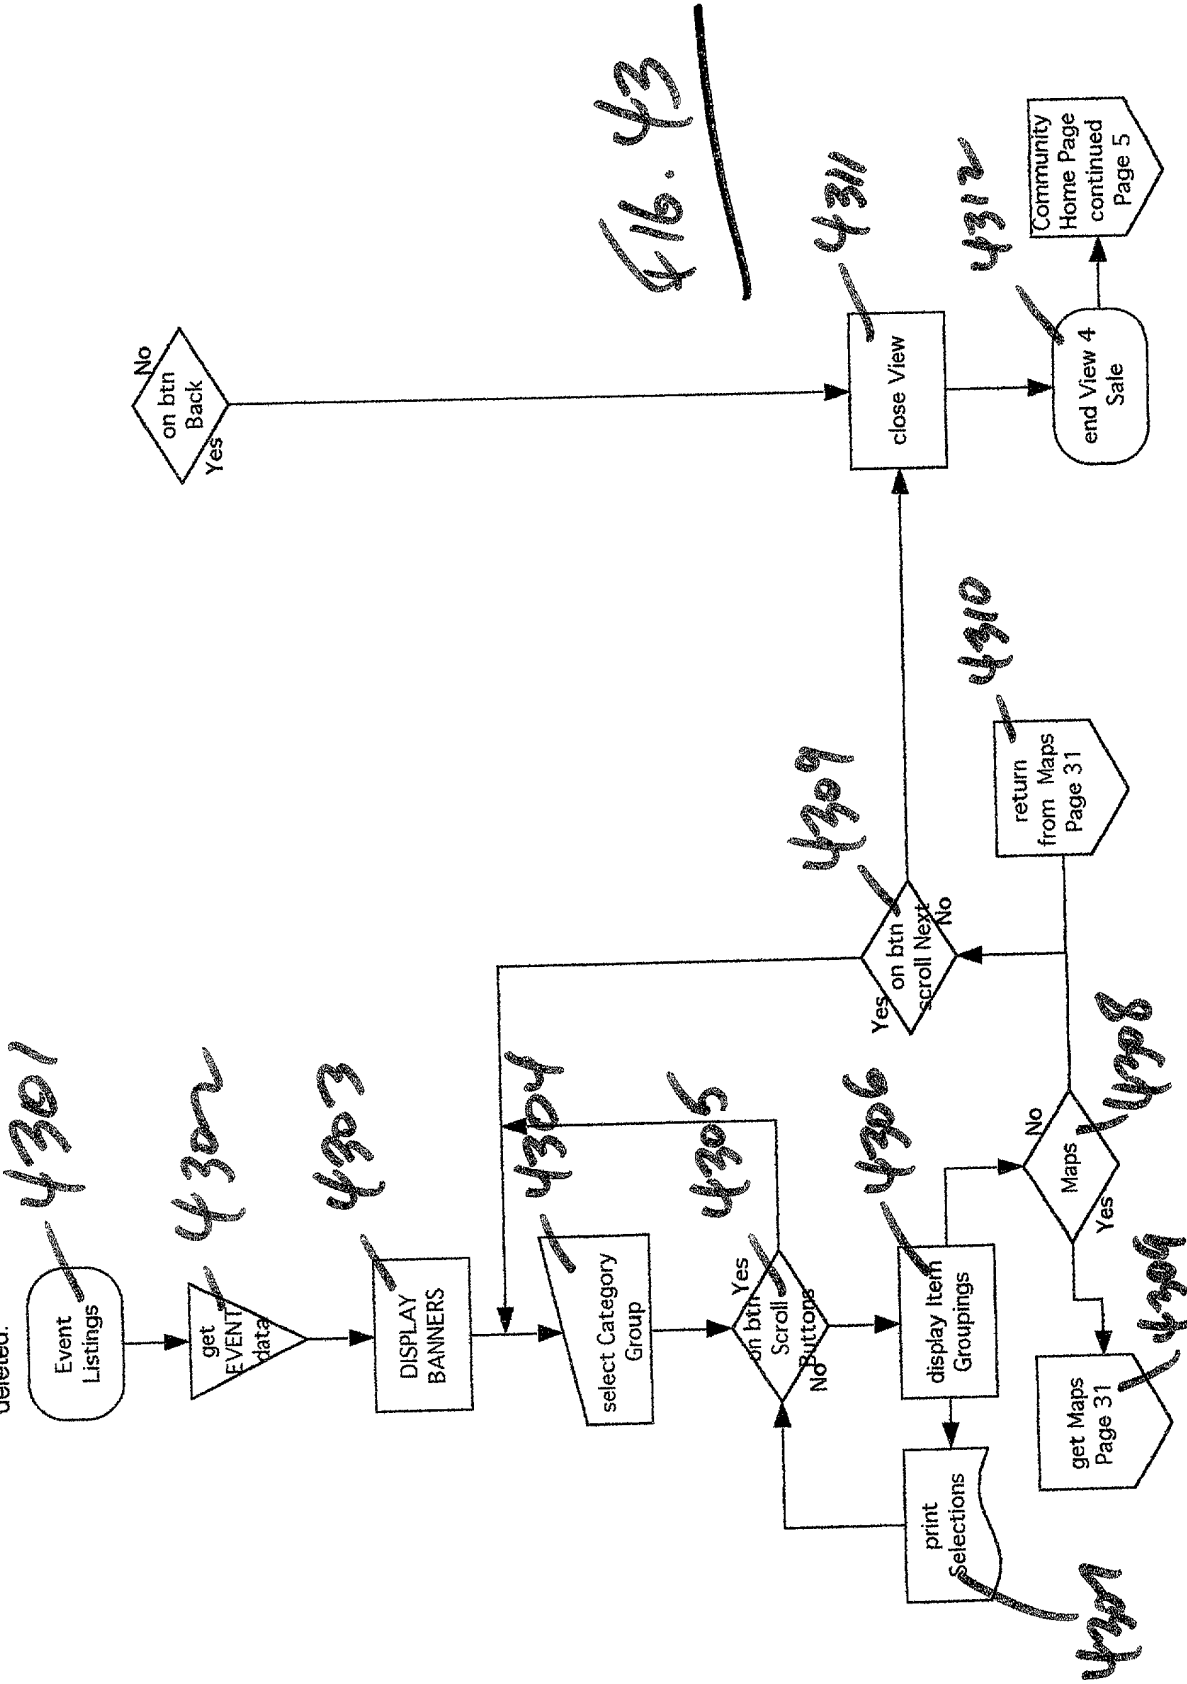 deleted.
Event
Listings
4301
get
EVENT
data
4302
DISPLAY
BANNERS
4303
select Category
Group
4304
on btn
Scroll
Buttons
Yes
No
4305
display Item
Groupings
4306
print
Selections
4307
Maps
No
Yes
4308
get Maps
Page 31
4309
on btn
scroll Next
Yes
No
4309
return
from Maps
Page 31
4310
on btn
Back
No
Yes
close View
4311
end View 4
Sale
4312
Community
Home Page
continued
Page 5
FIG. 43